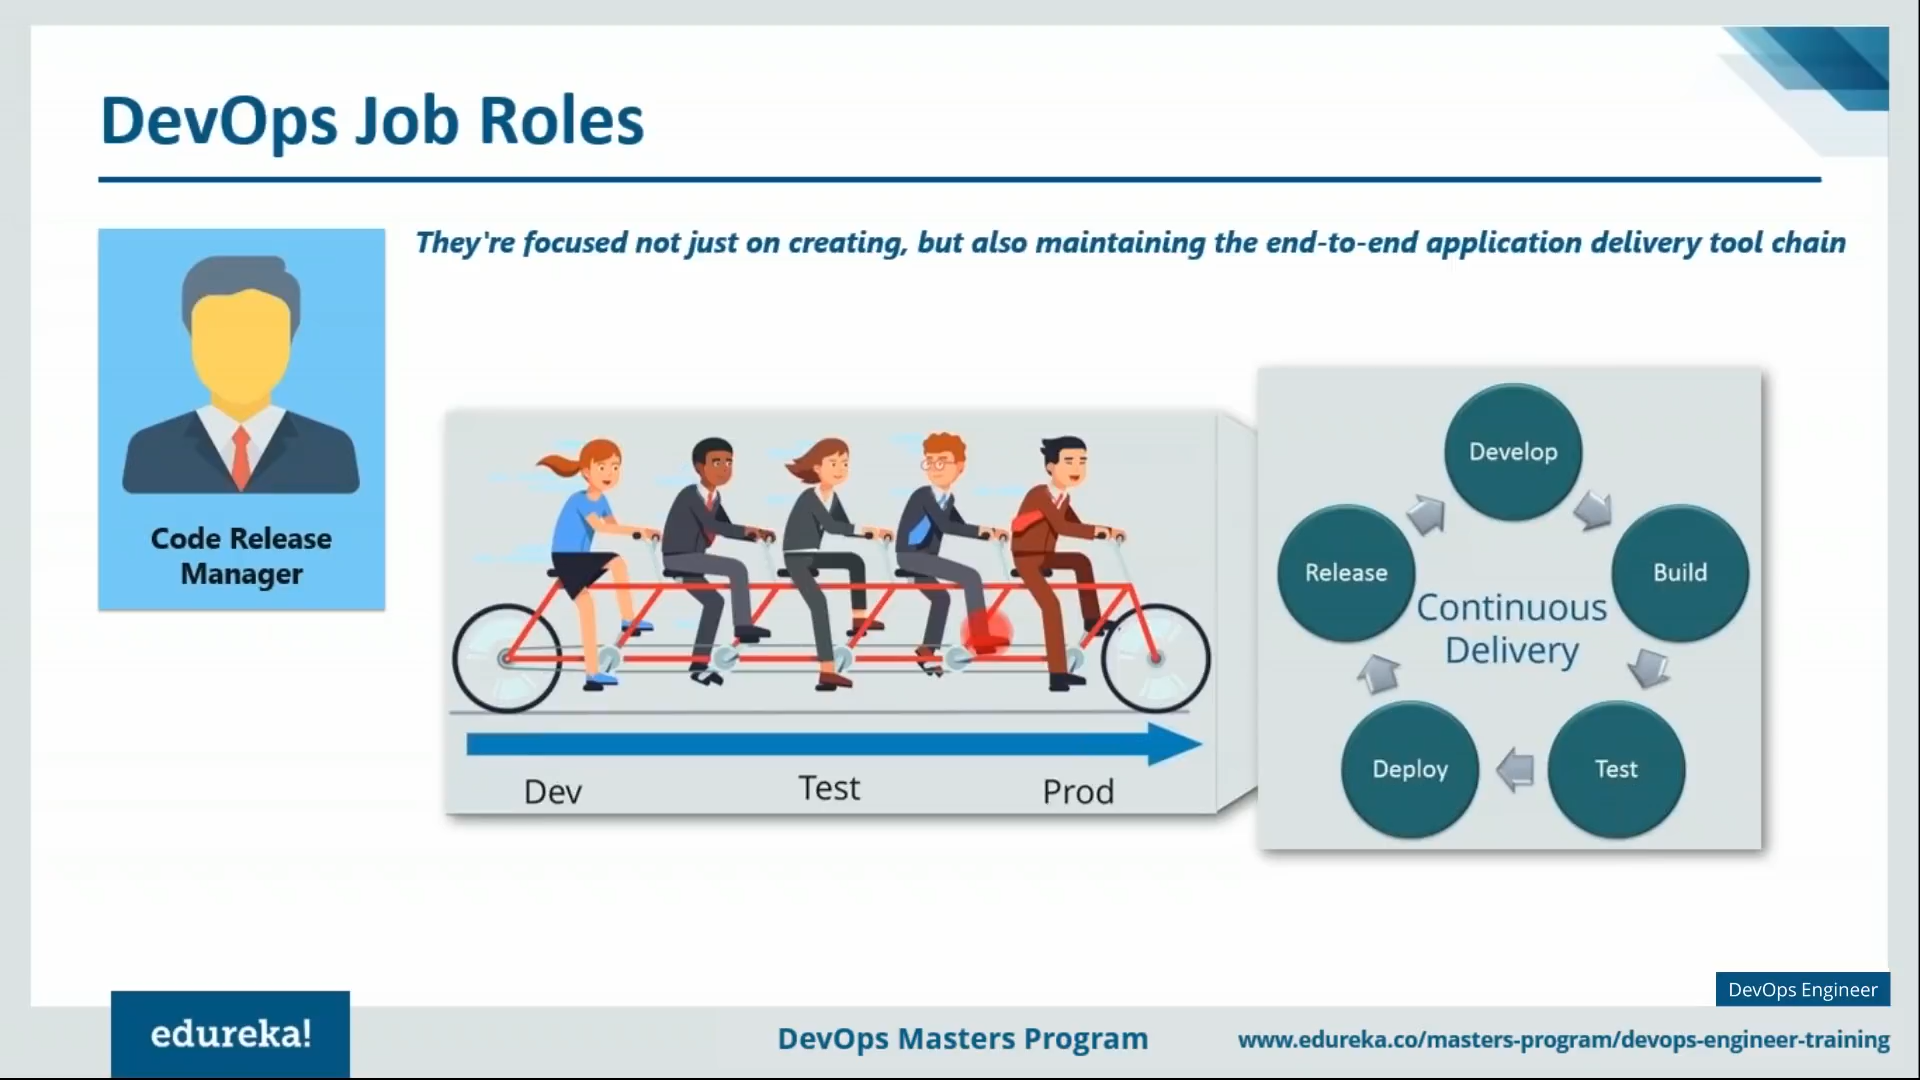 DevOps Job Roles
They're focused not just on creating, but also maintaining the end-to-end application delivery tool chain
Code Release
Manager
Dev
Test
Prod
Develop
Build
Test
Deploy
Release
Continuous
Delivery
DevOps Engineer
edureka!
DevOps Masters Program
www.edureka.co/masters-program/devops-engineer-training